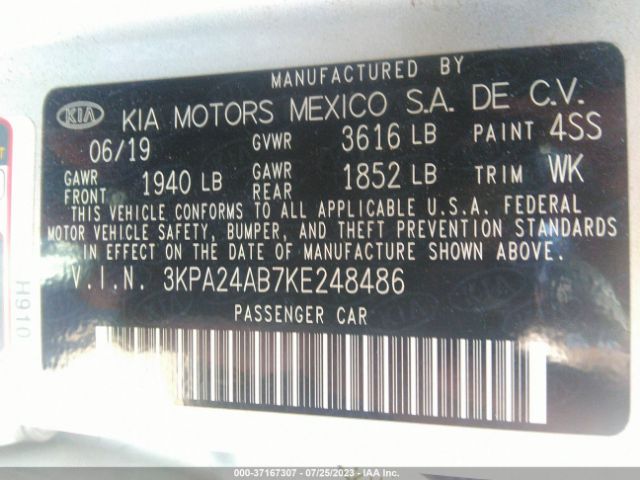 MANUFACTURED BY
KIA KIA MOTORS MEXICO S.A. DE C.V.
06/19 GVWR 3616 LB PAINT 4SS
GAWR FRONT 1940 LB GAWR REAR 1852 LB TRIM WK
THIS VEHICLE CONFORMS TO ALL APPLICABLE U.S.A. FEDERAL
MOTOR VEHICLE SAFETY, BUMPER, AND THEFT PREVENTION STANDARDS
IN EFFECT ON THE DATE OF MANUFACTURE SHOWN ABOVE.
V.I.N. 3KPA24AB7KE248486
PASSENGER CAR
H910
000-37167307 - 07/25/2023 - IAA Inc.